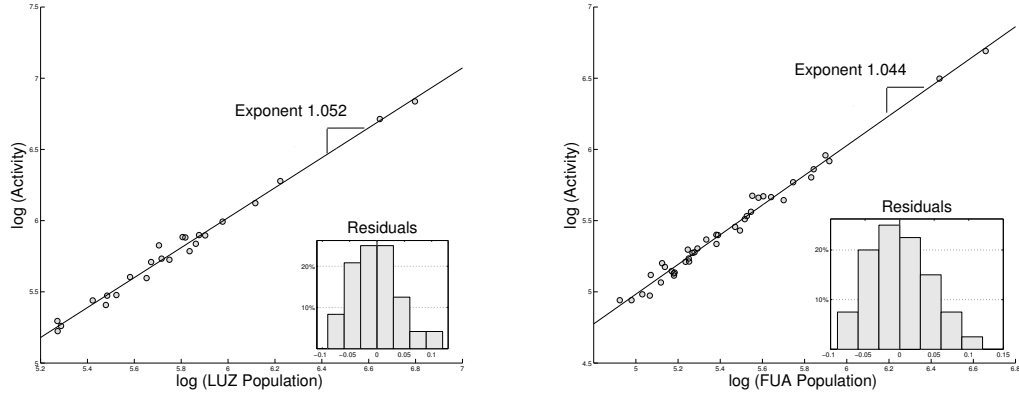 7.5
7
6.5
6
5.5
5
4.5
log (Activity)
Exponent 1.052
Residuals
20%
10%
-0.1 -0.05 0 0.05 0.1
5.2 5.4 5.6 5.8 6 6.2 6.4 6.6 6.8 7
log (LUZ Population)
7
6.5
6
5.5
5
4.5
log (Activity)
Exponent 1.044
Residuals
20%
10%
-0.1 -0.05 0 0.05 0.1 0.15
5 5.2 5.4 5.6 5.8 6 6.2 6.4 6.6 6.8
log (FUA Population)